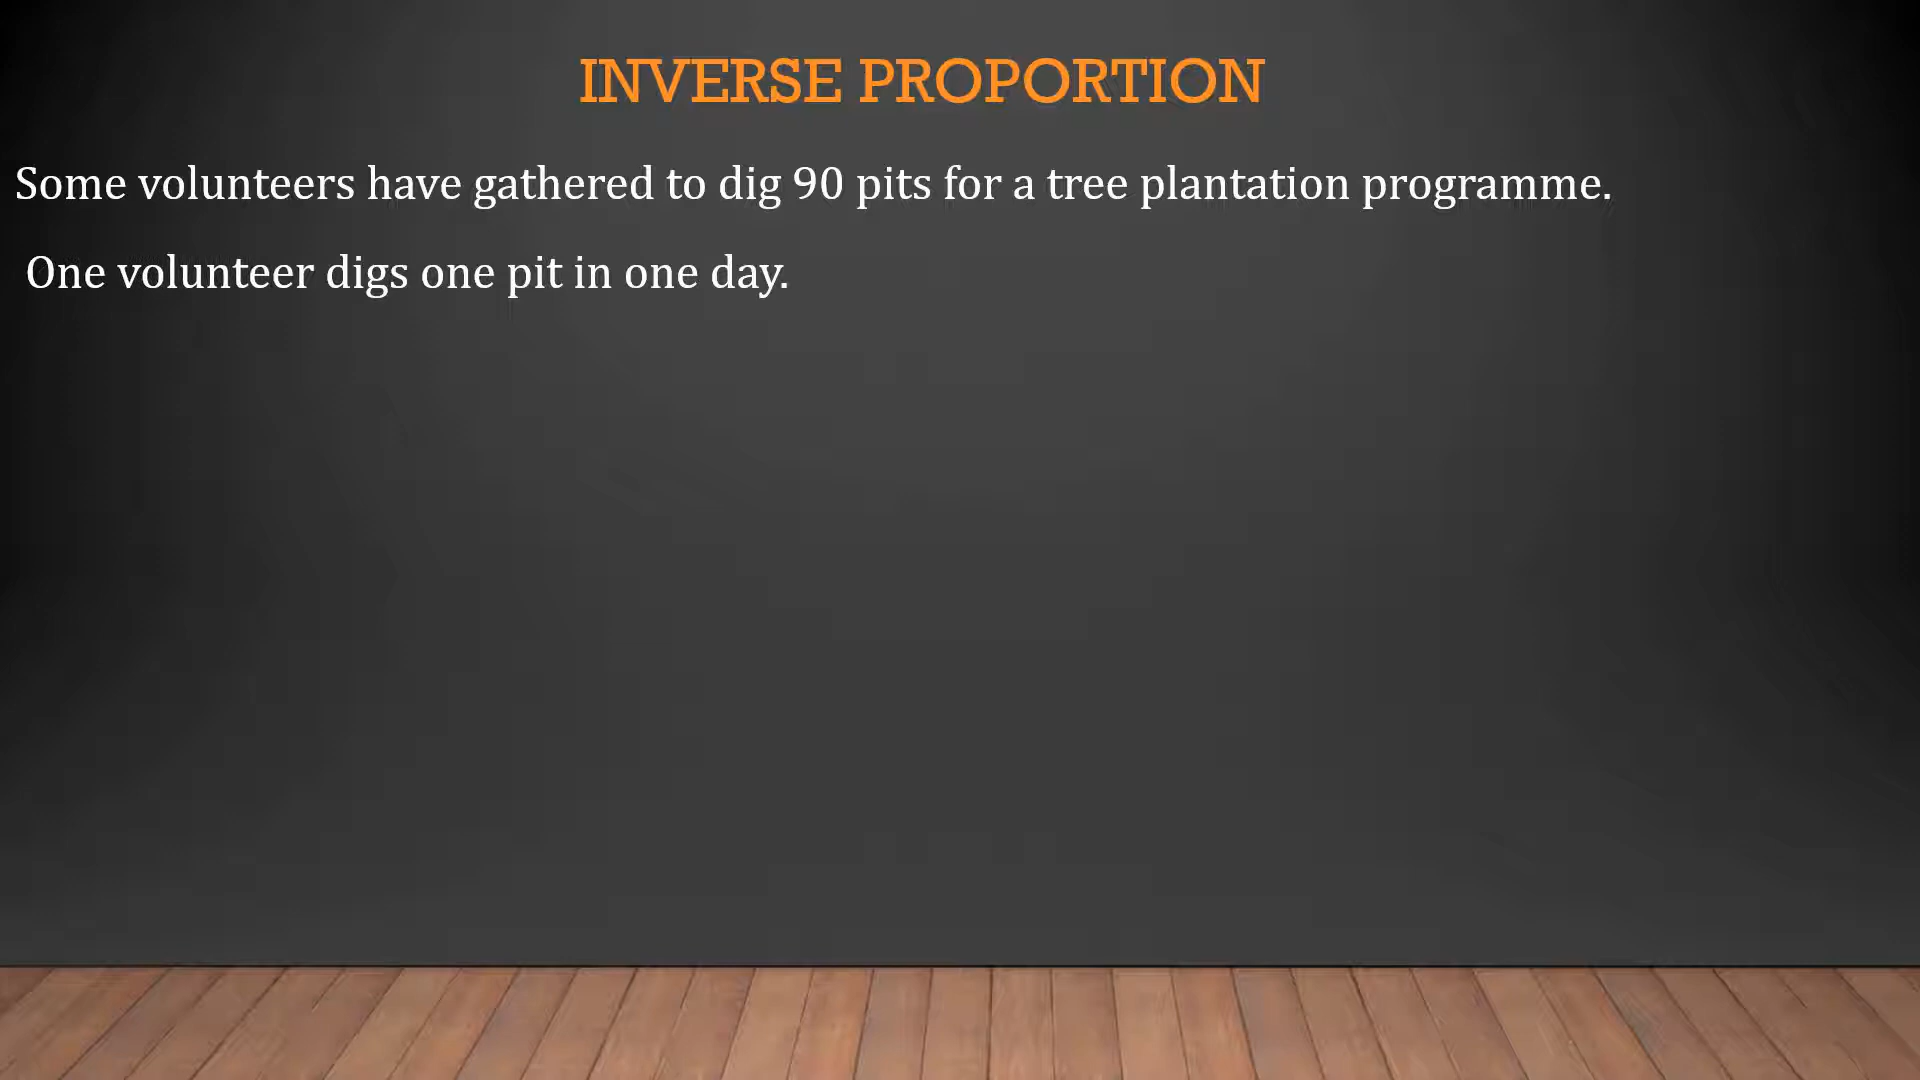 INVERSE PROPORTION
Some volunteers have gathered to dig 90 pits for a tree plantation programme.
One volunteer digs one pit in one day.